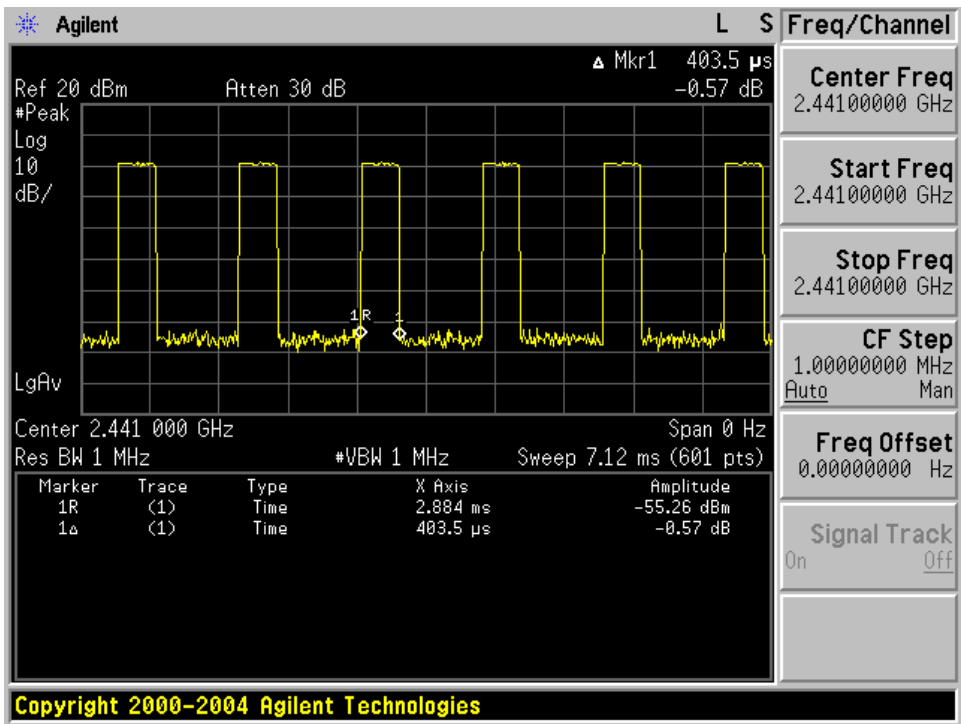 Agilent L S Freq/Channel
Δ Mkr1 403.5 µs
Ref 20 dBm Atten 30 dB -0.57 dB
#Peak
Log
10
dB/
1R 1
LgAv
Center 2.441 000 GHz Span 0 Hz
Res BW 1 MHz #VBW 1 MHz Sweep 7.12 ms (601 pts)
Marker Trace Type X Axis Amplitude
1R (1) Time 2.884 ms -55.26 dBm
1Δ (1) Time 403.5 µs -0.57 dB
Center Freq
2.44100000 GHz
Start Freq
2.44100000 GHz
Stop Freq
2.44100000 GHz
CF Step
1.00000000 MHz
Auto Man
Freq Offset
0.00000000 Hz
Signal Track
On Off
Copyright 2000-2004 Agilent Technologies